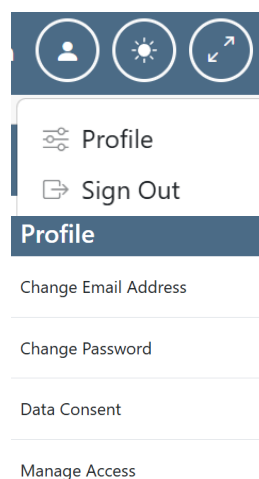 Profile
Sign Out
Profile
Change Email Address
Change Password
Data Consent
Manage Access